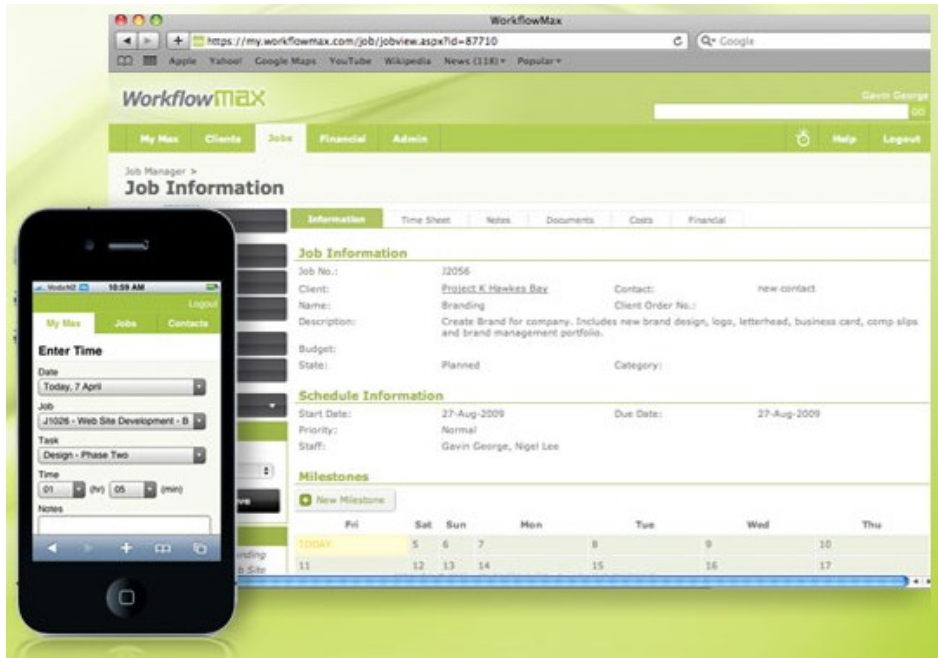 WorkflowMax
https://my.workflowmax.com/job/jobview.aspx?id=87710
Google
Apple Yahoo! Google Maps YouTube Wikipedia News (118) Popular
WorkflowMAX
Gavin George
GO
My Max Clients Jobs Financial Admin Help Logout
Job Manager >
Job Information
Information Time Sheet Notes Documents Costs Financial
Job Information
Job No.: J2056
Client: Project K Hawkes Bay Contact: new contact
Name: Branding Client Order No.:
Description: Create Brand for company. Includes new brand design, logo, letterhead, business card, comp slips
and brand management portfolio.
Budget:
State: Planned Category:
Schedule Information
Start Date: 27-Aug-2009 Due Date: 27-Aug-2009
Priority: Normal
Staff: Gavin George, Nigel Lee
Milestones
New Milestone
Fri Sat Sun Mon Tue Wed Thu
TODAY 5 6 7 8 9 10
11 12 13 14 15 16 17
10:59 AM
Logout
My Max Jobs Contacts
Enter Time
Date
Today, 7 April
Job
J1026 - Web Site Development - B
Task
Design - Phase Two
Time
01 (hr) 05 (min)
Notes